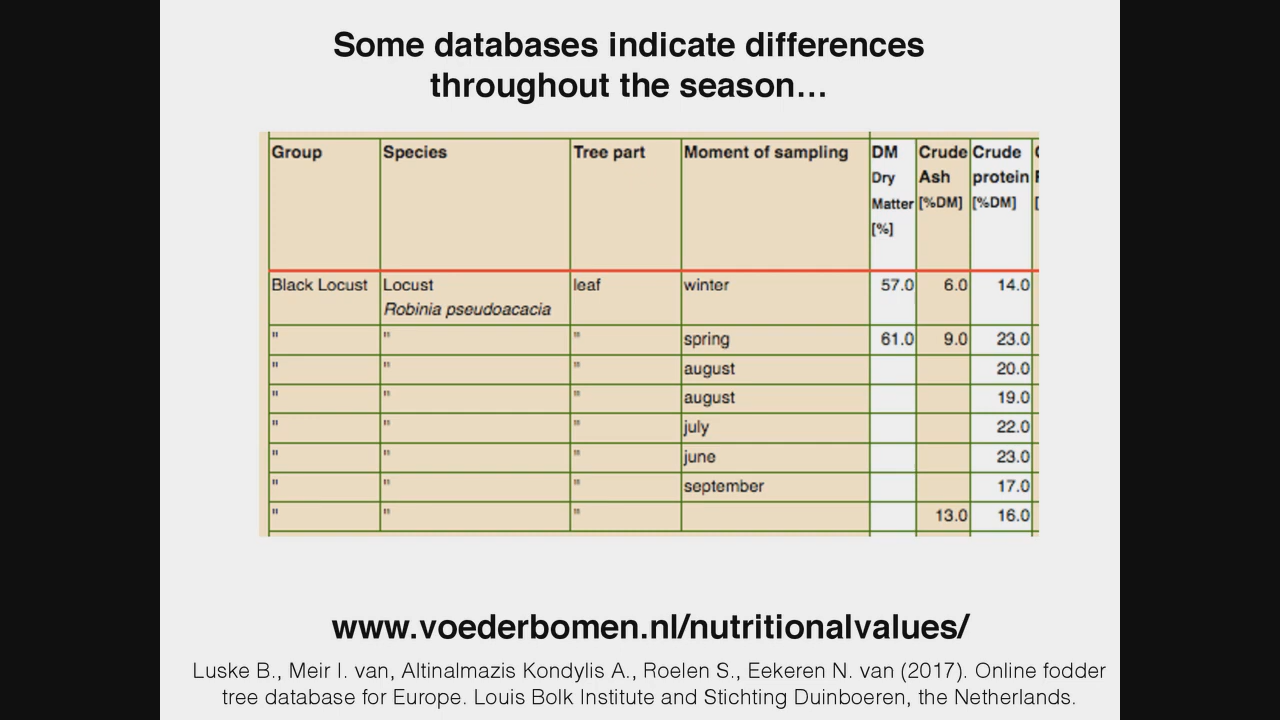 Some databases indicate differences
throughout the season...
Group Species Tree part Moment of sampling DM Crude Crude
Dry Ash protein
Matter [%DM] [%DM]
[%]
Black Locust Locust leaf winter 57.0 6.0 14.0
Robinia pseudoacacia
" " " spring 61.0 9.0 23.0
" " " august 20.0
" " " august 19.0
" " " july 22.0
" " " june 23.0
" " " september 17.0
" " " 13.0 16.0
www.voederbomen.nl/nutritionalvalues/
Luske B., Meir I. van, Altinalmazis Kondylis A., Roelen S., Eekeren N. van (2017). Online fodder
tree database for Europe. Louis Bolk Institute and Stichting Duinboeren, the Netherlands.